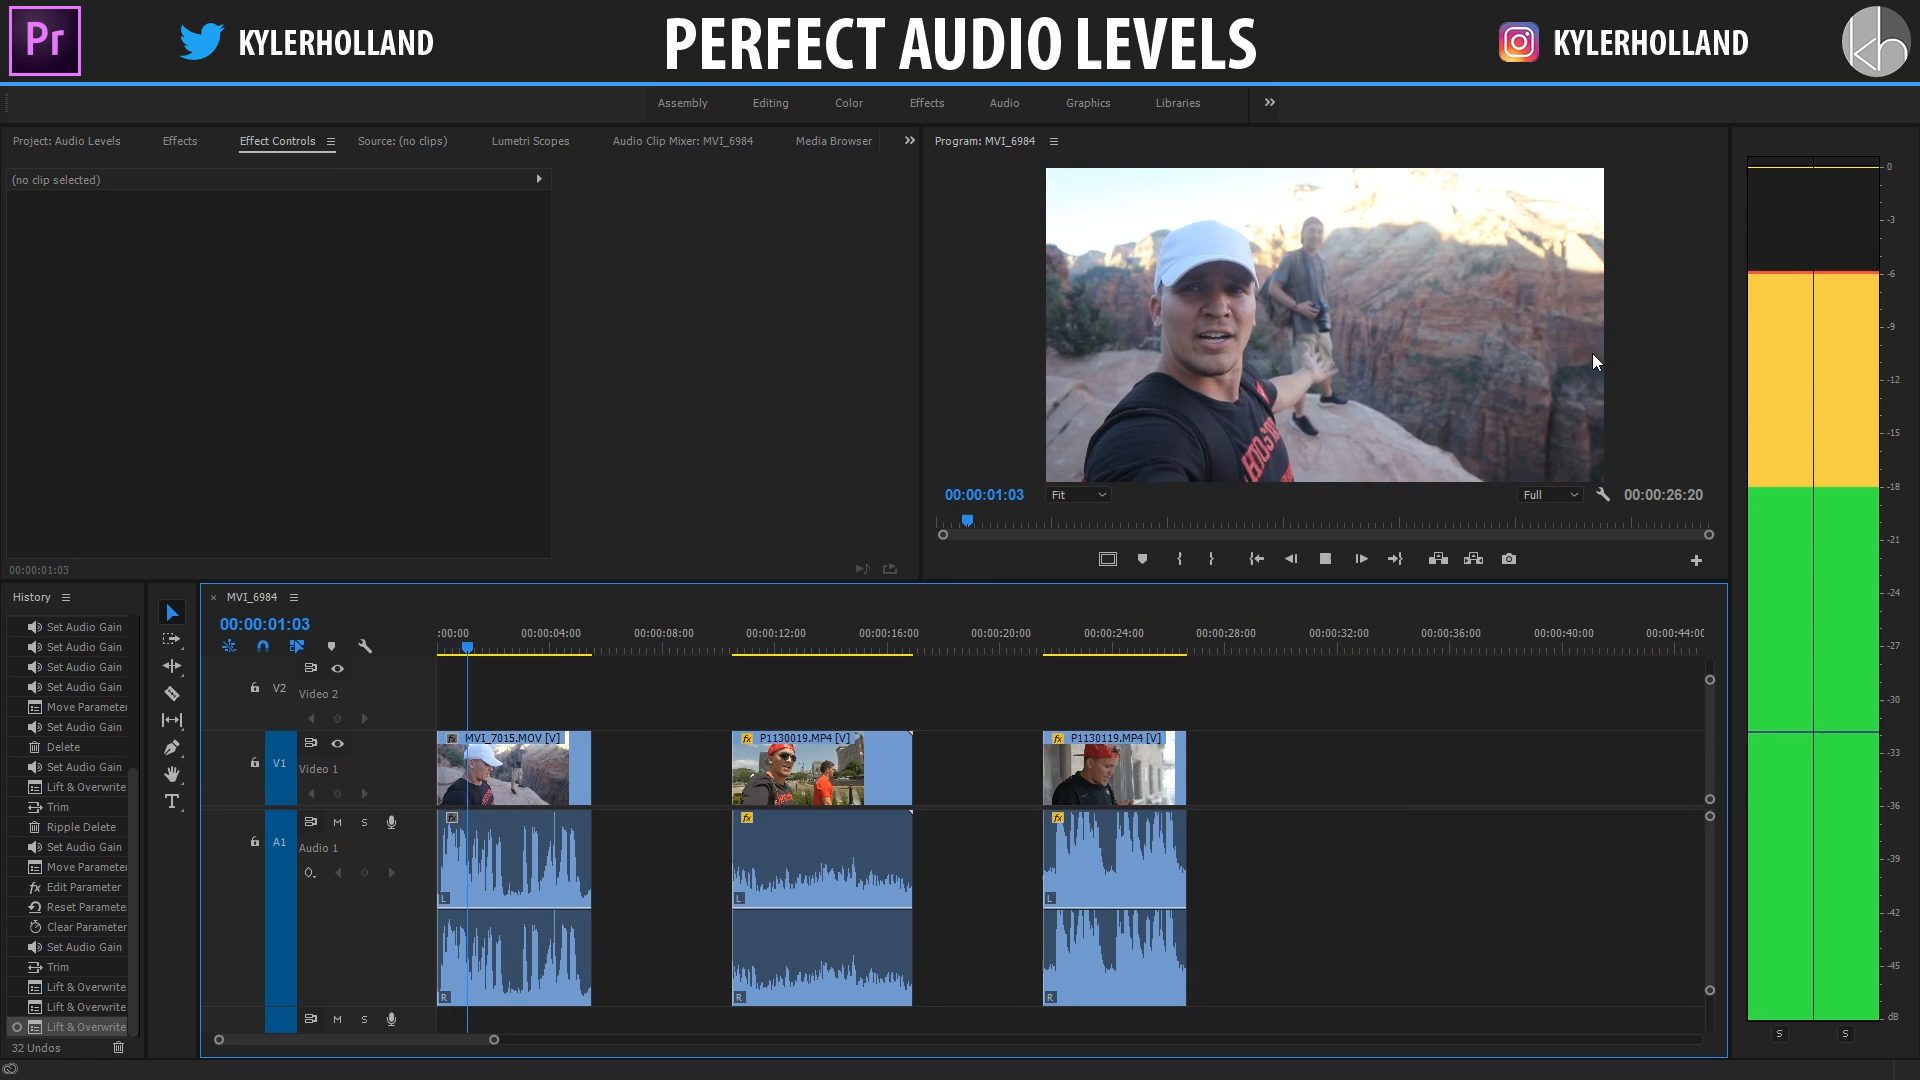 Pr
KYLERHOLLAND
PERFECT AUDIO LEVELS
KYLERHOLLAND
kh
Assembly Editing Color Effects Audio Graphics Libraries
Project: Audio Levels Effects Effect Controls Source: (no clips) Lumetri Scopes Audio Clip Mixer: MVI_6984 Media Browser
(no clip selected)
00:00:01:03
Program: MVI_6984
00:00:01:03 Fit Full 00:00:26:20
0
-3
-6
-9
-12
-15
-18
-21
-24
-27
-30
-33
-36
-39
-42
-45
dB
S S
History
Set Audio Gain
Set Audio Gain
Set Audio Gain
Set Audio Gain
Move Paramete
Set Audio Gain
Delete
Set Audio Gain
Lift & Overwrite
Trim
Ripple Delete
Set Audio Gain
Move Paramete
Edit Parameter
Reset Paramete
Clear Parameter
Set Audio Gain
Trim
Lift & Overwrite
Lift & Overwrite
Lift & Overwrite
32 Undos
MVI_6984
00:00:01:03
:00:00 00:00:04:00 00:00:08:00 00:00:12:00 00:00:16:00 00:00:20:00 00:00:24:00 00:00:28:00 00:00:32:00 00:00:36:00 00:00:40:00 00:00:44:00
V2 Video 2
V1 Video 1
fx MVI_7015.MOV [V] fx P1130019.MP4 [V] fx P1130119.MP4 [V]
A1 M S
Audio 1
fx fx fx
L L L
R R R
M S